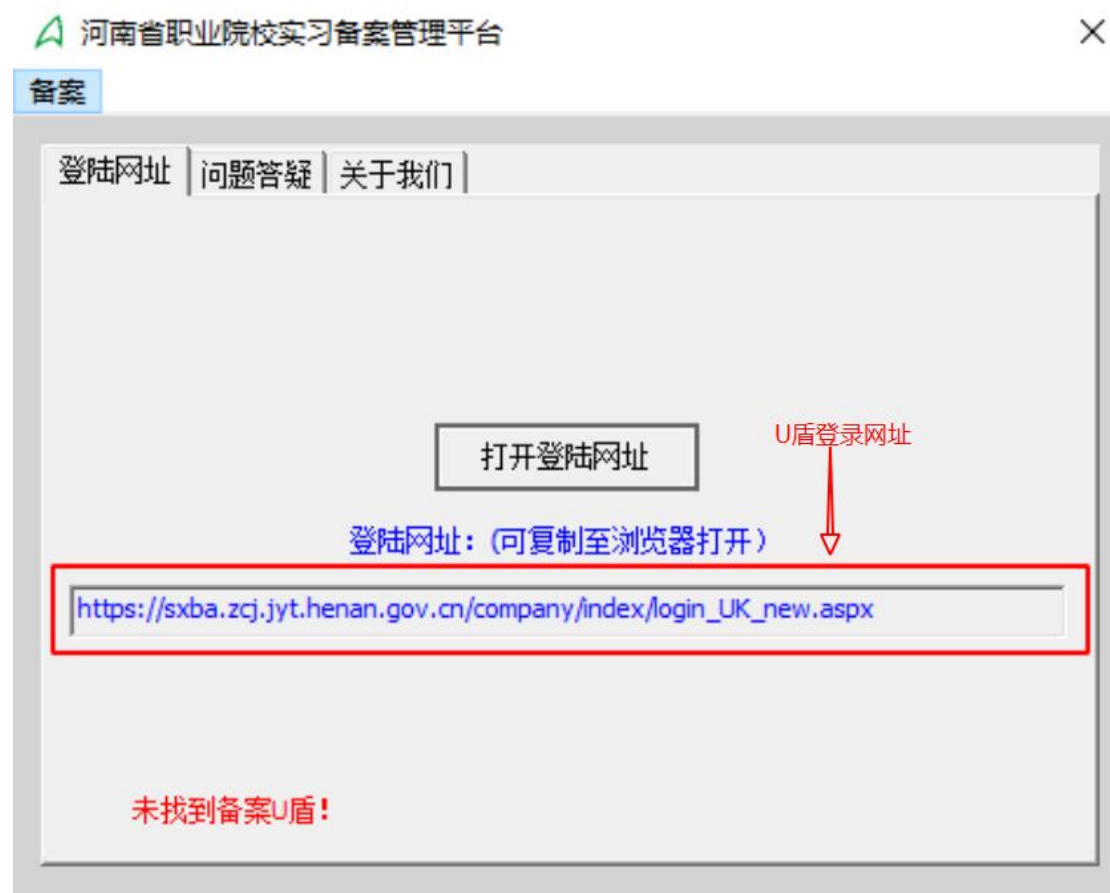 河南省职业院校实习备案管理平台
备案
登陆网址 问题答疑 关于我们
打开登陆网址
U盾登录网址
登陆网址：(可复制至浏览器打开)
https://sxba.zcj.jyt.henan.gov.cn/company/index/login_UK_new.aspx
未找到备案U盾！